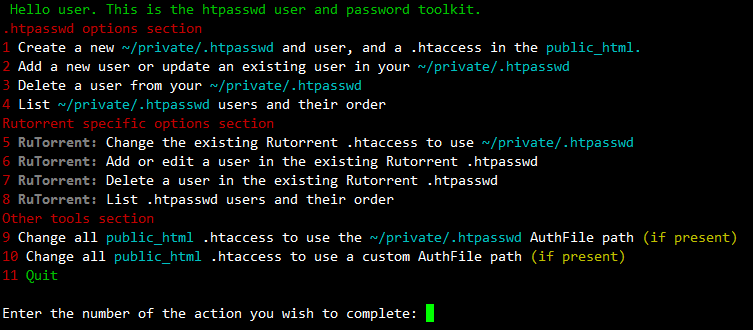 Hello user. This is the htpasswd user and password toolkit.
.htpasswd options section
1 Create a new ~/private/.htpasswd and user, and a .htaccess in the public_html.
2 Add a new user or update an existing user in your ~/private/.htpasswd
3 Delete a user from your ~/private/.htpasswd
4 List ~/private/.htpasswd users and their order
Rutorrent specific options section
5 RuTorrent: Change the existing Rutorrent .htaccess to use ~/private/.htpasswd
6 RuTorrent: Add or edit a user in the existing Rutorrent .htpasswd
7 RuTorrent: Delete a user in the existing Rutorrent .htpasswd
8 RuTorrent: List .htpasswd users and their order
Other tools section
9 Change all public_html .htaccess to use the ~/private/.htpasswd AuthFile path (if present)
10 Change all public_html .htaccess to use a custom AuthFile path (if present)
11 Quit
Enter the number of the action you wish to complete: